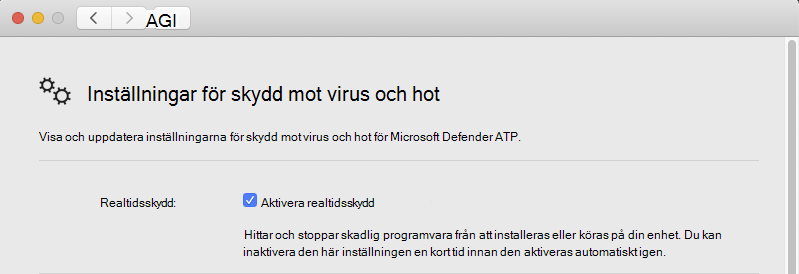 AGI
Inställningar för skydd mot virus och hot
Visa och uppdatera inställningarna för skydd mot virus och hot för Microsoft Defender ATP.
Realtidsskydd: Aktivera realtidsskydd
Hittar och stoppar skadlig programvara från att installeras eller köras på din enhet. Du kan
inaktivera den här inställningen en kort tid innan den aktiveras automatiskt igen.